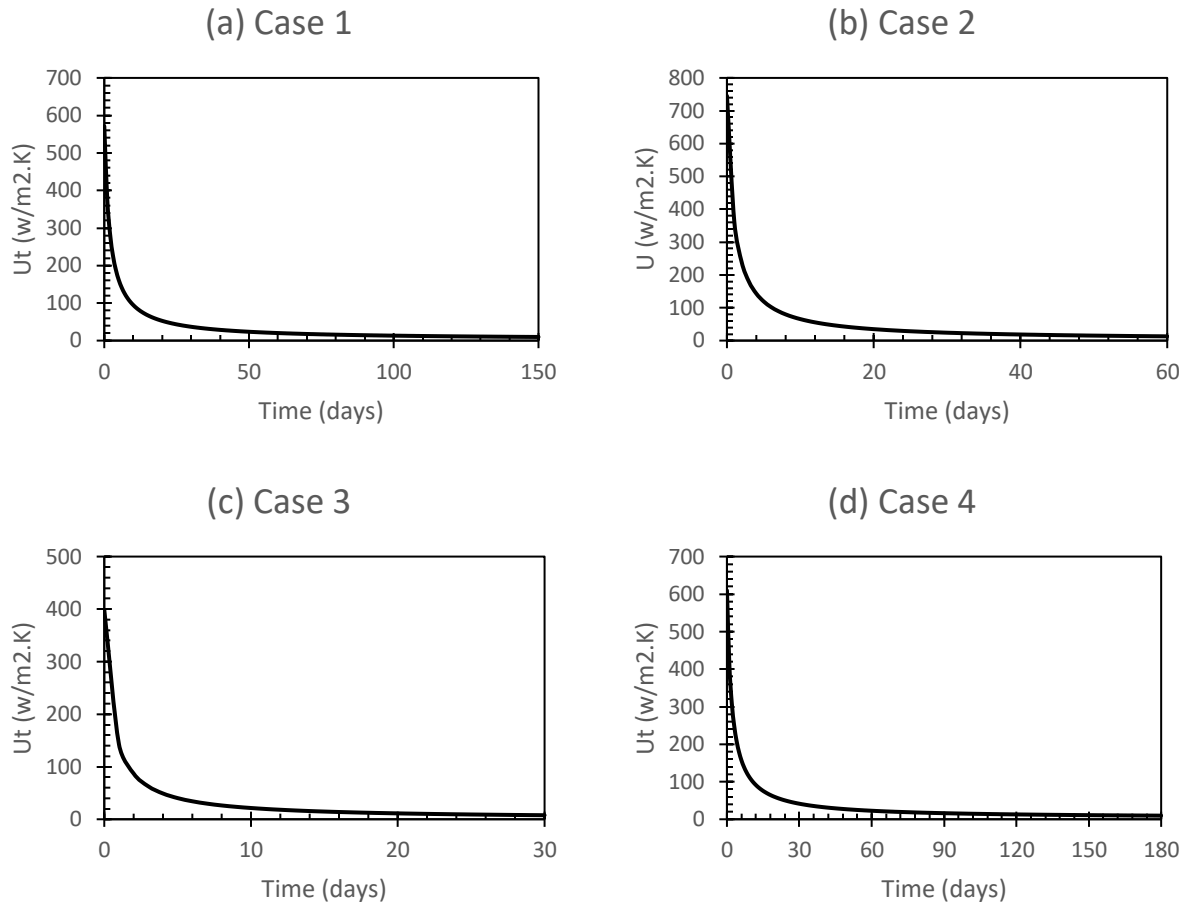 (a) Case 1
700
600
500
400
300
200
100
0
Ut (w/m2.K)
0 50 100 150
Time (days)
(b) Case 2
800
700
600
500
400
300
200
100
0
U (w/m2.K)
0 20 40 60
Time (days)
(c) Case 3
500
400
300
200
100
0
Ut (w/m2.K)
0 10 20 30
Time (days)
(d) Case 4
700
600
500
400
300
200
100
0
Ut (w/m2.K)
0 30 60 90 120 150 180
Time (days)